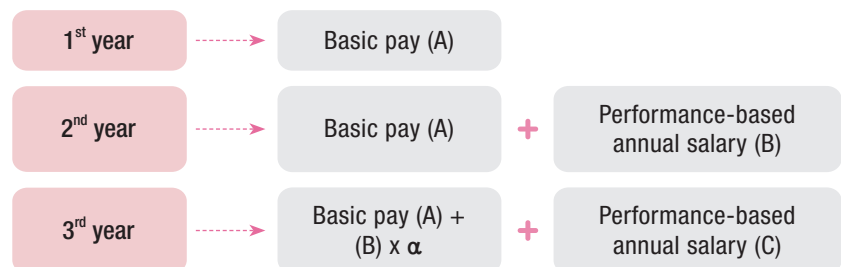 1st year
Basic pay (A)
2nd year
Basic pay (A)
+
Performance-based
annual salary (B)
3rd year
Basic pay (A) +
(B) x α
+
Performance-based
annual salary (C)